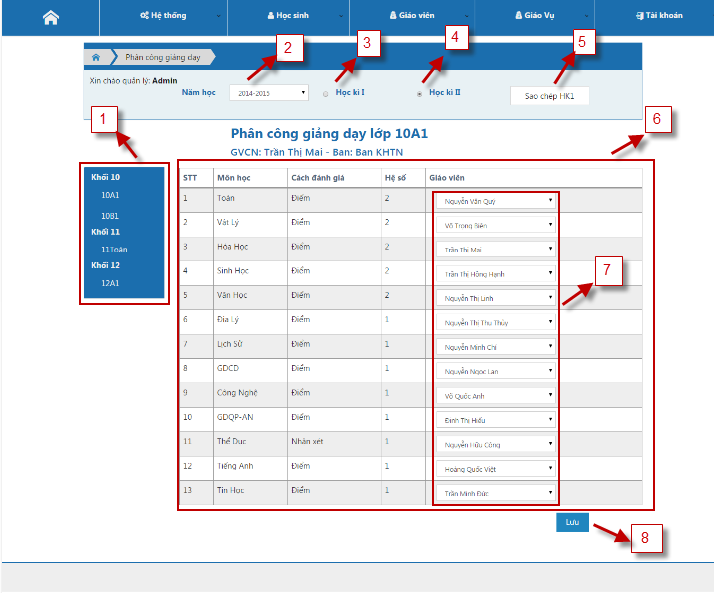 Hệ thống Học sinh Giáo viên Giáo Vụ Tài khoản
Phân công giảng dạy
Xin chào quản lý: Admin
Năm học 2014-2015 Học kì I Học kì II Sao chép HK1
2 3 4 5
1 6
Phân công giảng dạy lớp 10A1
GVCN: Trần Thị Mai - Ban: Ban KHTN
Khối 10
10A1
10B1
Khối 11
11Toán
Khối 12
12A1
STT Môn học Cách đánh giá Hệ số Giáo viên
1 Toán Điểm 2 Nguyễn Văn Quý
2 Vật Lý Điểm 2 Võ Trọng Biên
3 Hóa Học Điểm 2 Trần Thị Mai
4 Sinh Học Điểm 2 Trần Thị Hồng Hạnh
7
5 Văn Học Điểm 2 Nguyễn Thị Linh
6 Địa Lý Điểm 1 Nguyễn Thị Thu Thủy
7 Lịch Sử Điểm 1 Nguyễn Minh Chí
8 GDCD Điểm 1 Nguyễn Ngọc Lan
9 Công Nghệ Điểm 1 Võ Quốc Anh
10 GDQP-AN Điểm 1 Đinh Thị Hiếu
11 Thể Dục Nhận xét 1 Nguyễn Hữu Công
12 Tiếng Anh Điểm 1 Hoàng Quốc Việt
13 Tin Học Điểm 1 Trần Minh Đức
Lưu
8